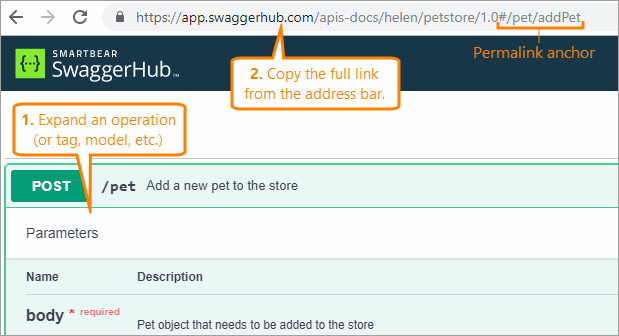 https://app.swaggerhub.com/apis-docs/helen/petstore/1.0#/pet/addPet
SMARTBEAR
SwaggerHub™
Permalink anchor
2. Copy the full link
from the address bar.
1. Expand an operation
(or tag, model, etc.)
POST /pet Add a new pet to the store
Parameters
Name Description
body * required
Pet object that needs to be added to the store